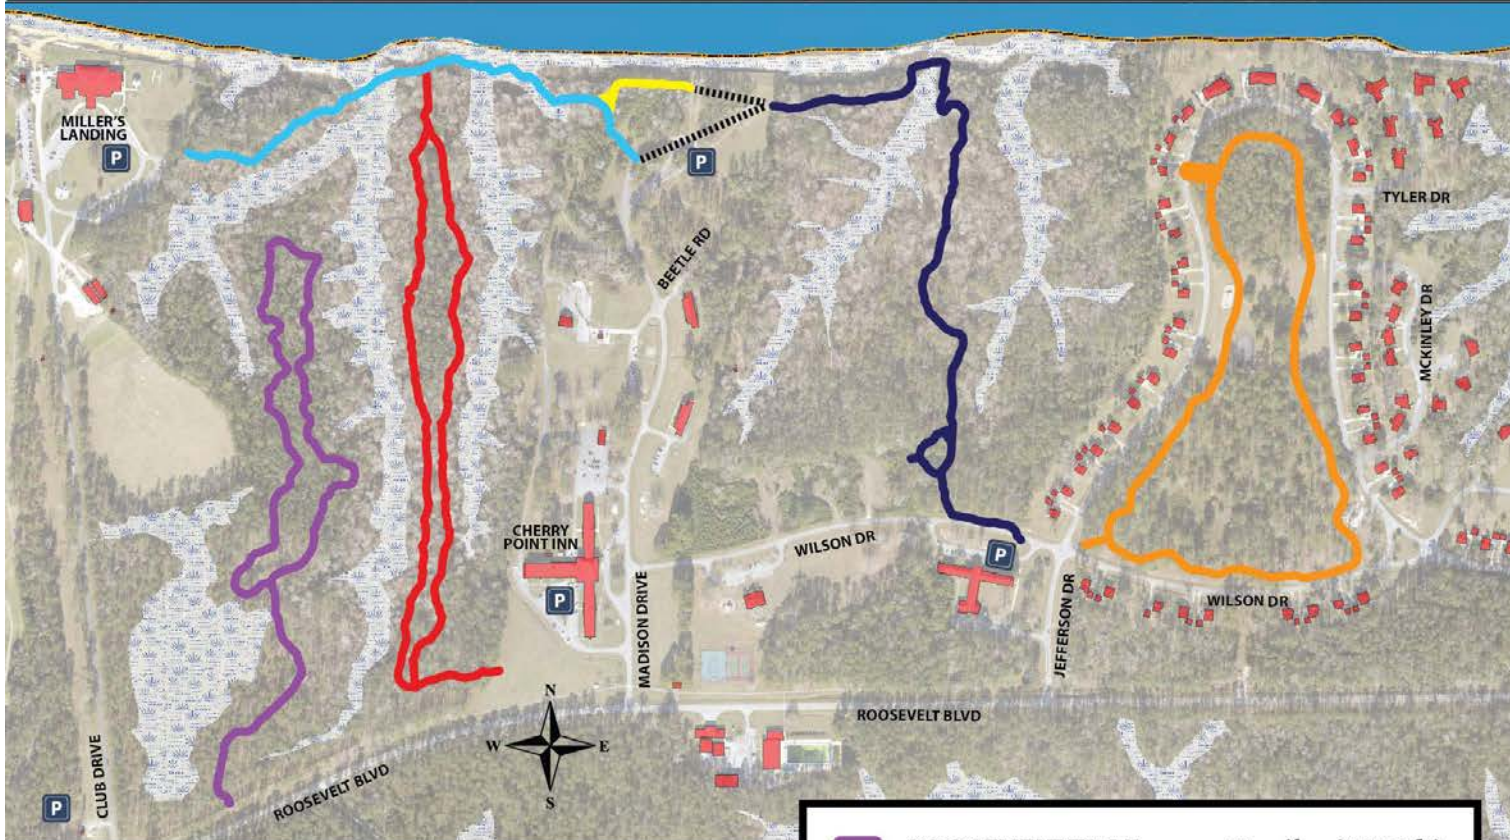 MILLER'S
LANDING
P
P
TYLER DR
BEETLE RD
MCKINLEY DR
CHERRY
POINT INN
WILSON DR
P
P
MADISON DRIVE
JEFFERSON DR
WILSON DR
N
W
E
S
ROOSEVELT BLVD
ROOSEVELT BLVD
CLUB DRIVE
P